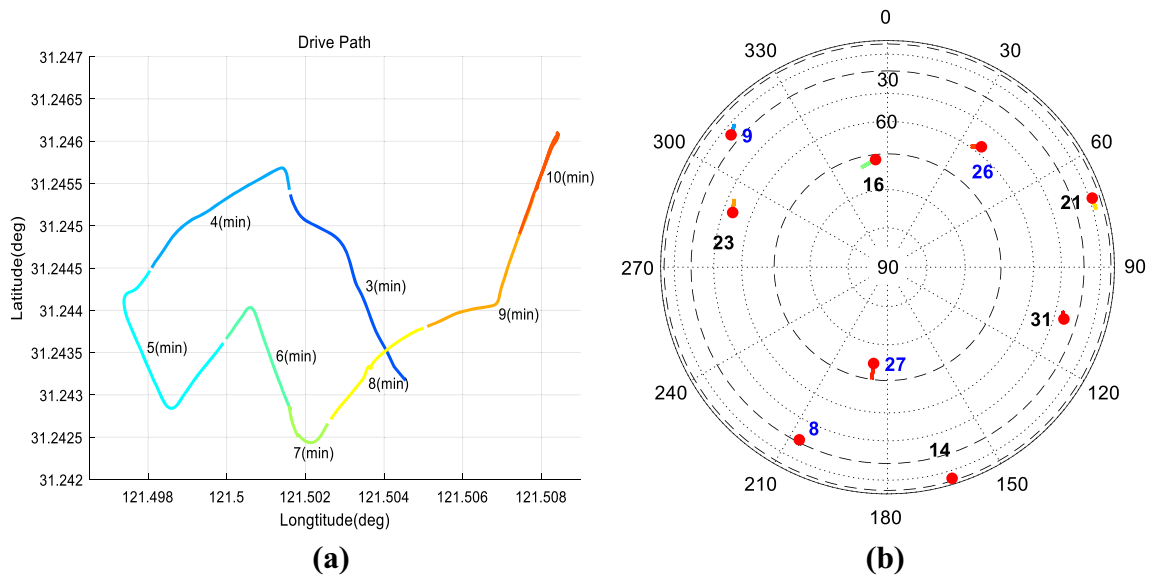 Drive Path
31.247
31.2465
31.246
31.2455
31.245
31.2445
31.244
31.2435
31.243
31.2425
31.242
Latitude(deg)
10(min)
4(min)
3(min)
9(min)
5(min)
6(min)
8(min)
7(min)
121.498 121.5 121.502 121.504 121.506 121.508
Longtitude(deg)
(a)
0
330 30
30
300 60 60
9
26
16
21
23
270 90 90
31
27
240 120
8
14
210 150
180
(b)